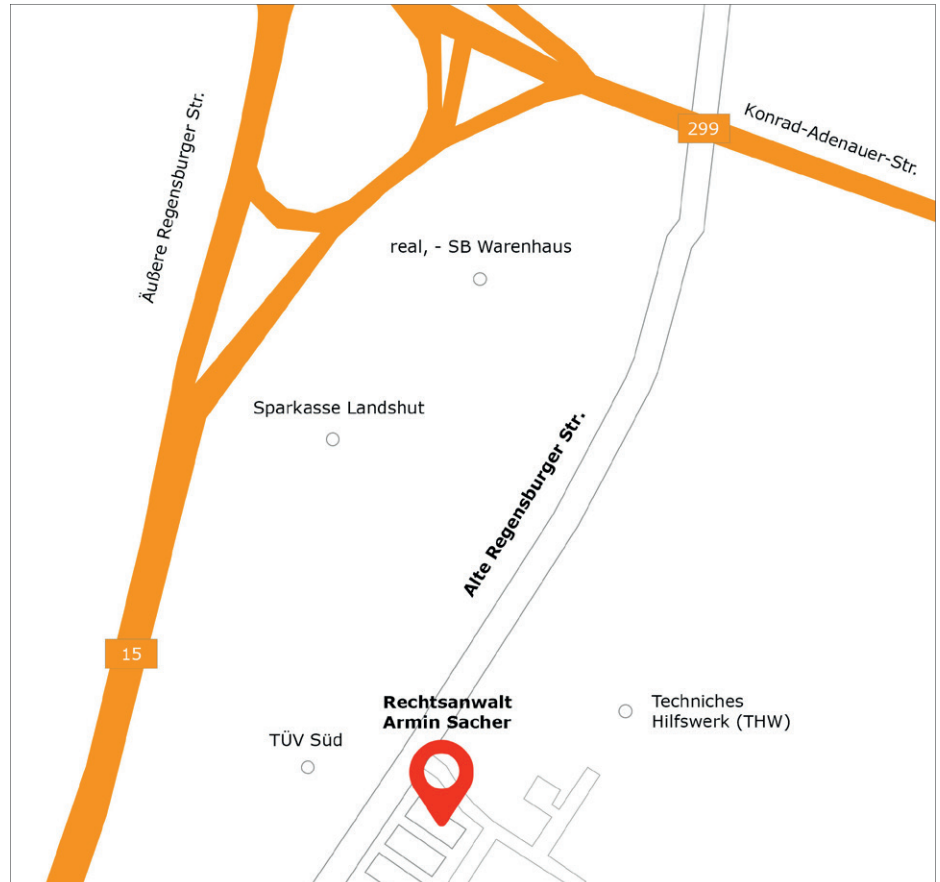 299
Konrad-Adenauer-Str.
Äußere Regensburger Str.
real, - SB Warenhaus
Sparkasse Landshut
Alte Regensburger Str.
15
Rechtsanwalt
Armin Sacher
Techniches
Hilfswerk (THW)
TÜV Süd